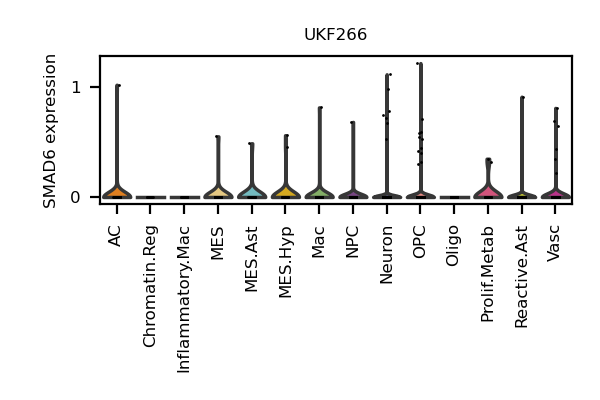 UKF266
SMAD6 expression
1
0
AC
Chromatin.Reg
Inflammatory.Mac
MES
MES.Ast
MES.Hyp
Mac
NPC
Neuron
OPC
Oligo
Prolif.Metab
Reactive.Ast
Vasc